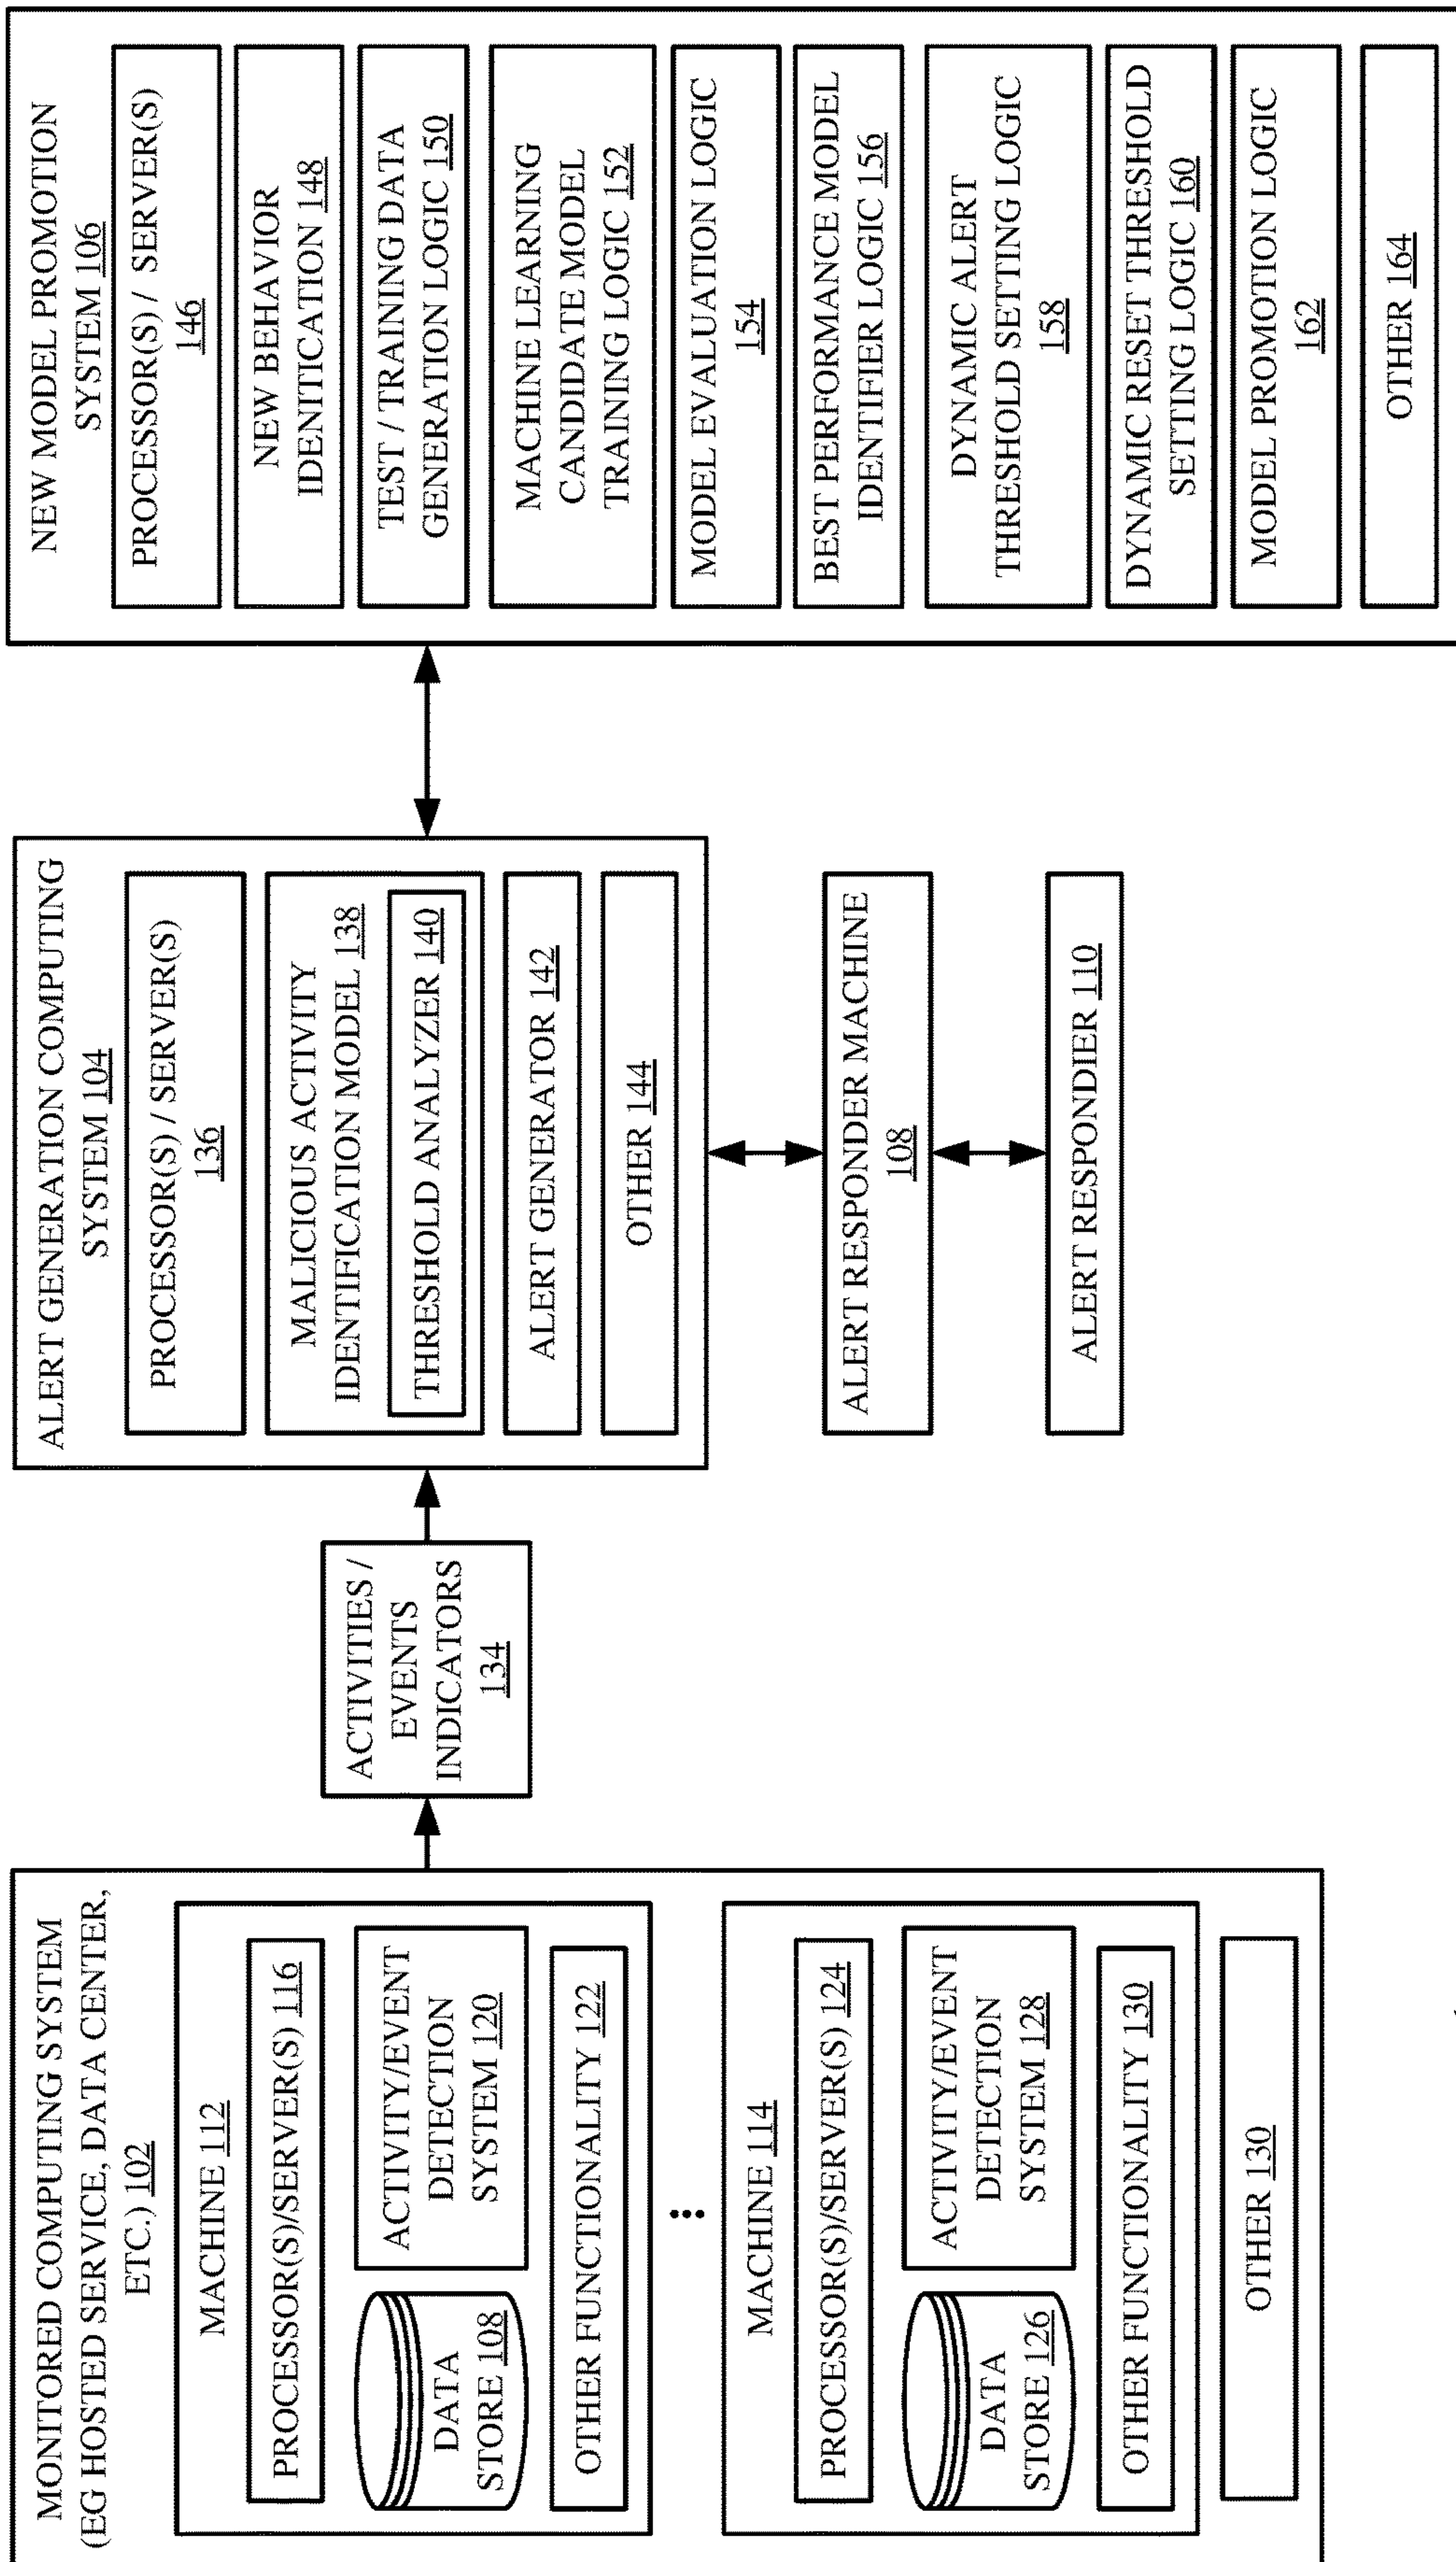 MONITORED COMPUTING SYSTEM
(EG HOSTED SERVICE, DATA CENTER,
ETC.) 102
MACHINE 112
PROCESSOR(S)/SERVER(S) 116
DATA
STORE 108
ACTIVITY/EVENT
DETECTION
SYSTEM 120
OTHER FUNCTIONALITY 122
MACHINE 114
PROCESSOR(S)/SERVER(S) 124
DATA
STORE 126
ACTIVITY/EVENT
DETECTION
SYSTEM 128
OTHER FUNCTIONALITY 130
OTHER 130
ACTIVITIES /
EVENTS
INDICATORS
134
ALERT GENERATION COMPUTING
SYSTEM 104
PROCESSOR(S) / SERVER(S)
136
MALICIOUS ACTIVITY
IDENTIFICATION MODEL 138
THRESHOLD ANALYZER 140
ALERT GENERATOR 142
OTHER 144
ALERT RESPONDER MACHINE
108
ALERT RESPONDIER 110
NEW MODEL PROMOTION
SYSTEM 106
PROCESSOR(S) / SERVER(S)
146
NEW BEHAVIOR
IDENITICATION 148
TEST / TRAINING DATA
GENERATION LOGIC 150
MACHINE LEARNING
CANDIDATE MODEL
TRAINING LOGIC 152
MODEL EVALUATION LOGIC
154
BEST PERFORMANCE MODEL
IDENTIFIER LOGIC 156
DYNAMIC ALERT
THRESHOLD SETTING LOGIC
158
DYNAMIC RESET THRESHOLD
SETTING LOGIC 160
MODEL PROMOTION LOGIC
162
OTHER 164